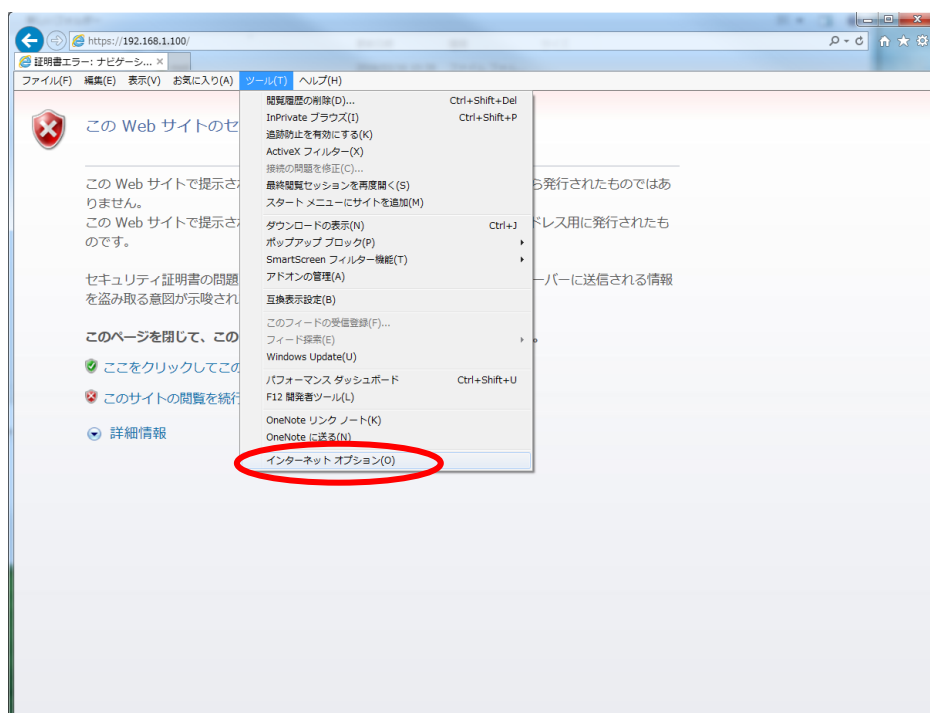 https://192.168.1.100/
証明書エラー: ナビゲーシ... ×
ファイル(F) 編集(E) 表示(V) お気に入り(A) ツール(T) ヘルプ(H)
閲覧履歴の削除(D)... Ctrl+Shift+Del
InPrivate ブラウズ(I) Ctrl+Shift+P
追跡防止を有効にする(K)
ActiveX フィルター(X)
接続の問題を修正(C)...
最終閲覧セッションを再度開く(S)
スタート メニューにサイトを追加(M)
ダウンロードの表示(N) Ctrl+J
ポップアップ ブロック(P)
SmartScreen フィルター機能(T)
アドオンの管理(A)
互換表示設定(B)
このフィードの受信登録(F)...
フィード探索(E)
Windows Update(U)
パフォーマンス ダッシュボード Ctrl+Shift+U
F12 開発者ツール(L)
OneNote リンク ノート(K)
OneNote に送る(N)
インターネット オプション(O)
この Web サイトのセ
この Web サイトで提示さ ら発行されたものではあ
りません。
この Web サイトで提示さ ドレス用に発行されたも
のです。
セキュリティ証明書の問題 ーバーに送信される情報
を盗み取る意図が示唆され
このページを閉じて、この 。
ここをクリックしてこの
このサイトの閲覧を続行
詳細情報